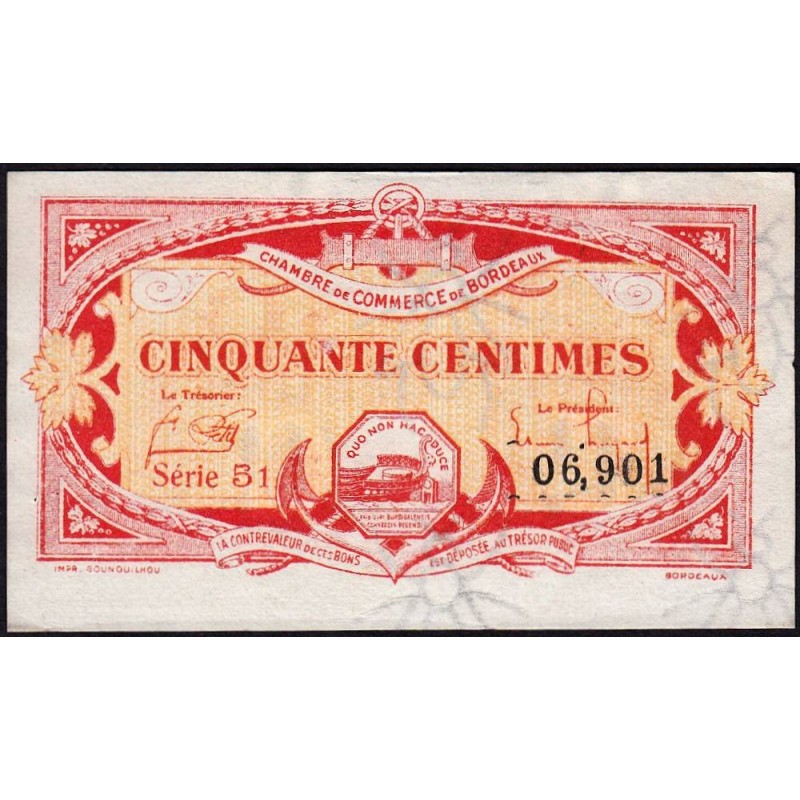 CHAMBRE DE COMMERCE DE BORDEAUX
CINQUANTE CENTIMES
Le Trésorier:
Le Président:
QUO NON HAC DUCE
Série 51
06,901
LA CONTREVALEUR DE CES BONS
EST DÉPOSÉE AU TRÉSOR PUBLIC
IMPR. GOUNOUILHOU
BORDEAUX